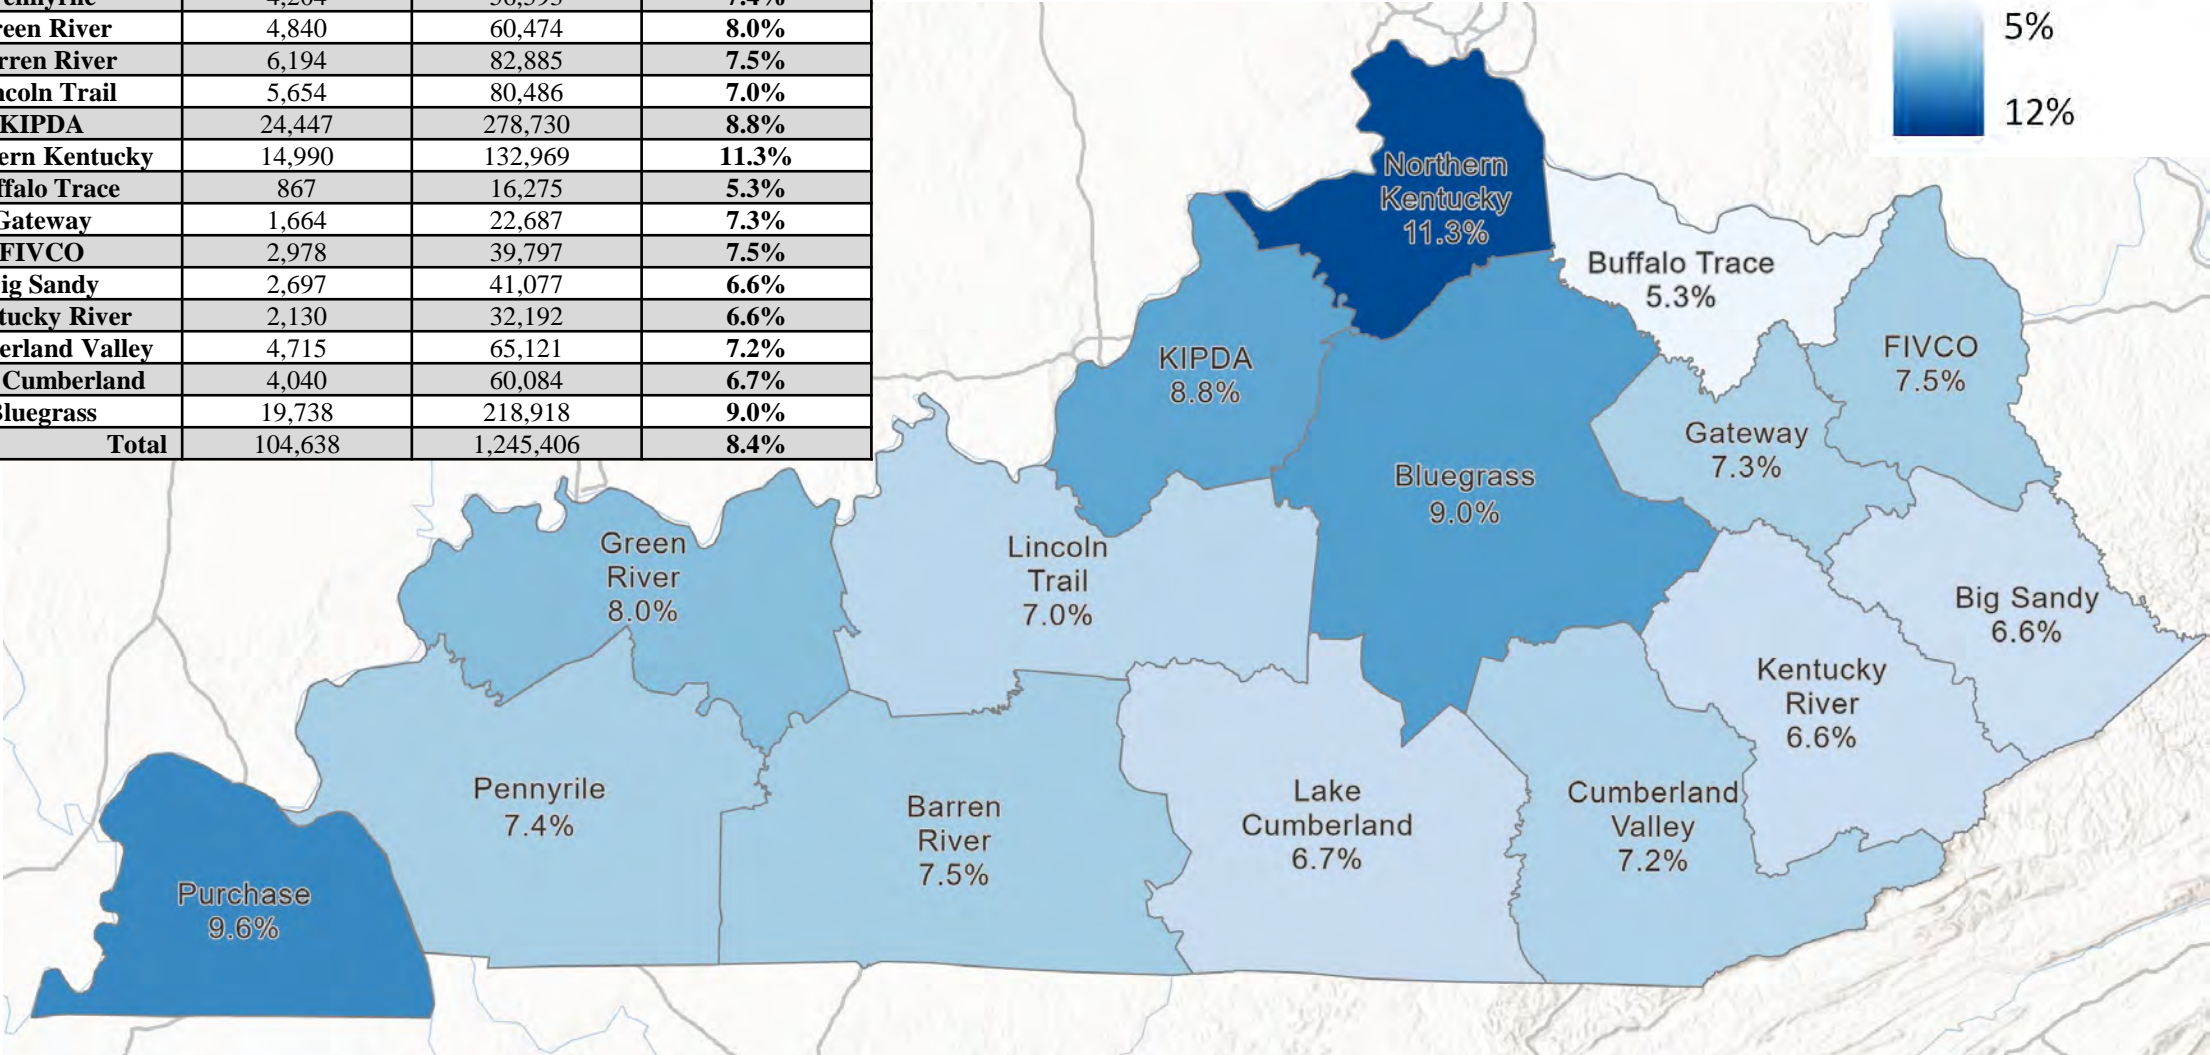 7.4%
reen River 4,840 60,474 8.0%
rren River 6,194 82,885 7.5%
ncoln Trail 5,654 80,486 7.0%
KIPDA 24,447 278,730 8.8%
ern Kentucky 14,990 132,969 11.3%
ffalo Trace 867 16,275 5.3%
Gateway 1,664 22,687 7.3%
FIVCO 2,978 39,797 7.5%
ig Sandy 2,697 41,077 6.6%
tucky River 2,130 32,192 6.6%
erland Valley 4,715 65,121 7.2%
Cumberland 4,040 60,084 6.7%
luegrass 19,738 218,918 9.0%
Total 104,638 1,245,406 8.4%
5%
12%
Northern
Kentucky
11.3%
Buffalo Trace
5.3%
FIVCO
7.5%
KIPDA
8.8%
Gateway
7.3%
Bluegrass
9.0%
Green
River
8.0%
Lincoln
Trail
7.0%
Big Sandy
6.6%
Kentucky
River
6.6%
Pennyrile
7.4%
Barren
River
7.5%
Lake
Cumberland
6.7%
Cumberland
Valley
7.2%
Purchase
9.6%